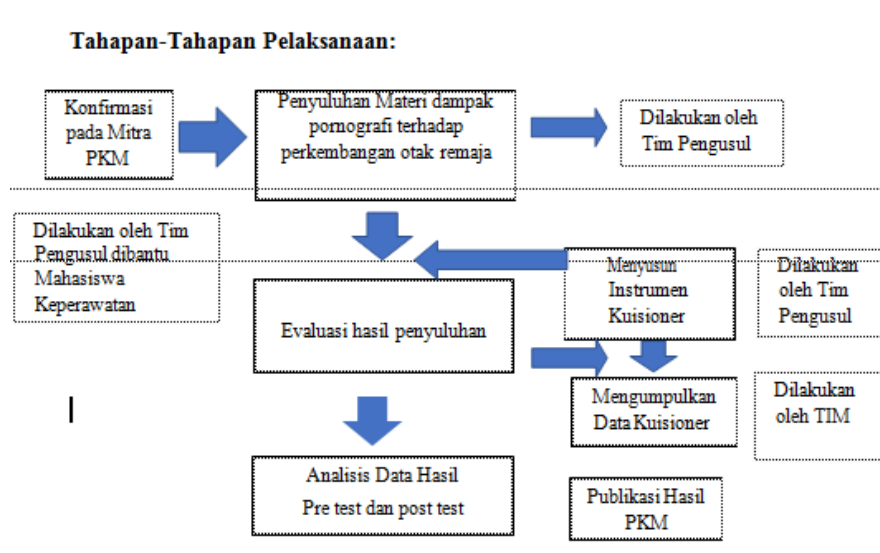 Tahapan-Tahapan Pelaksanaan:
Konfirmasi
pada Mitra
PKM
Penyuluhan Materi dampak
pornografi terhadap
perkembangan otak remaja
Dilakukan oleh
Tim Pengusul
Dilakukan oleh Tim
Pengusul dibantu
Mahasiswa
Keperawatan
Menyusun
Instrumen
Kuisioner
Dilakukan
oleh Tim
Pengusul
Evaluasi hasil penyuluhan
Mengumpulkan
Data Kuisioner
Dilakukan
oleh TIM
Analisis Data Hasil
Pre test dan post test
Publikasi Hasil
PKM